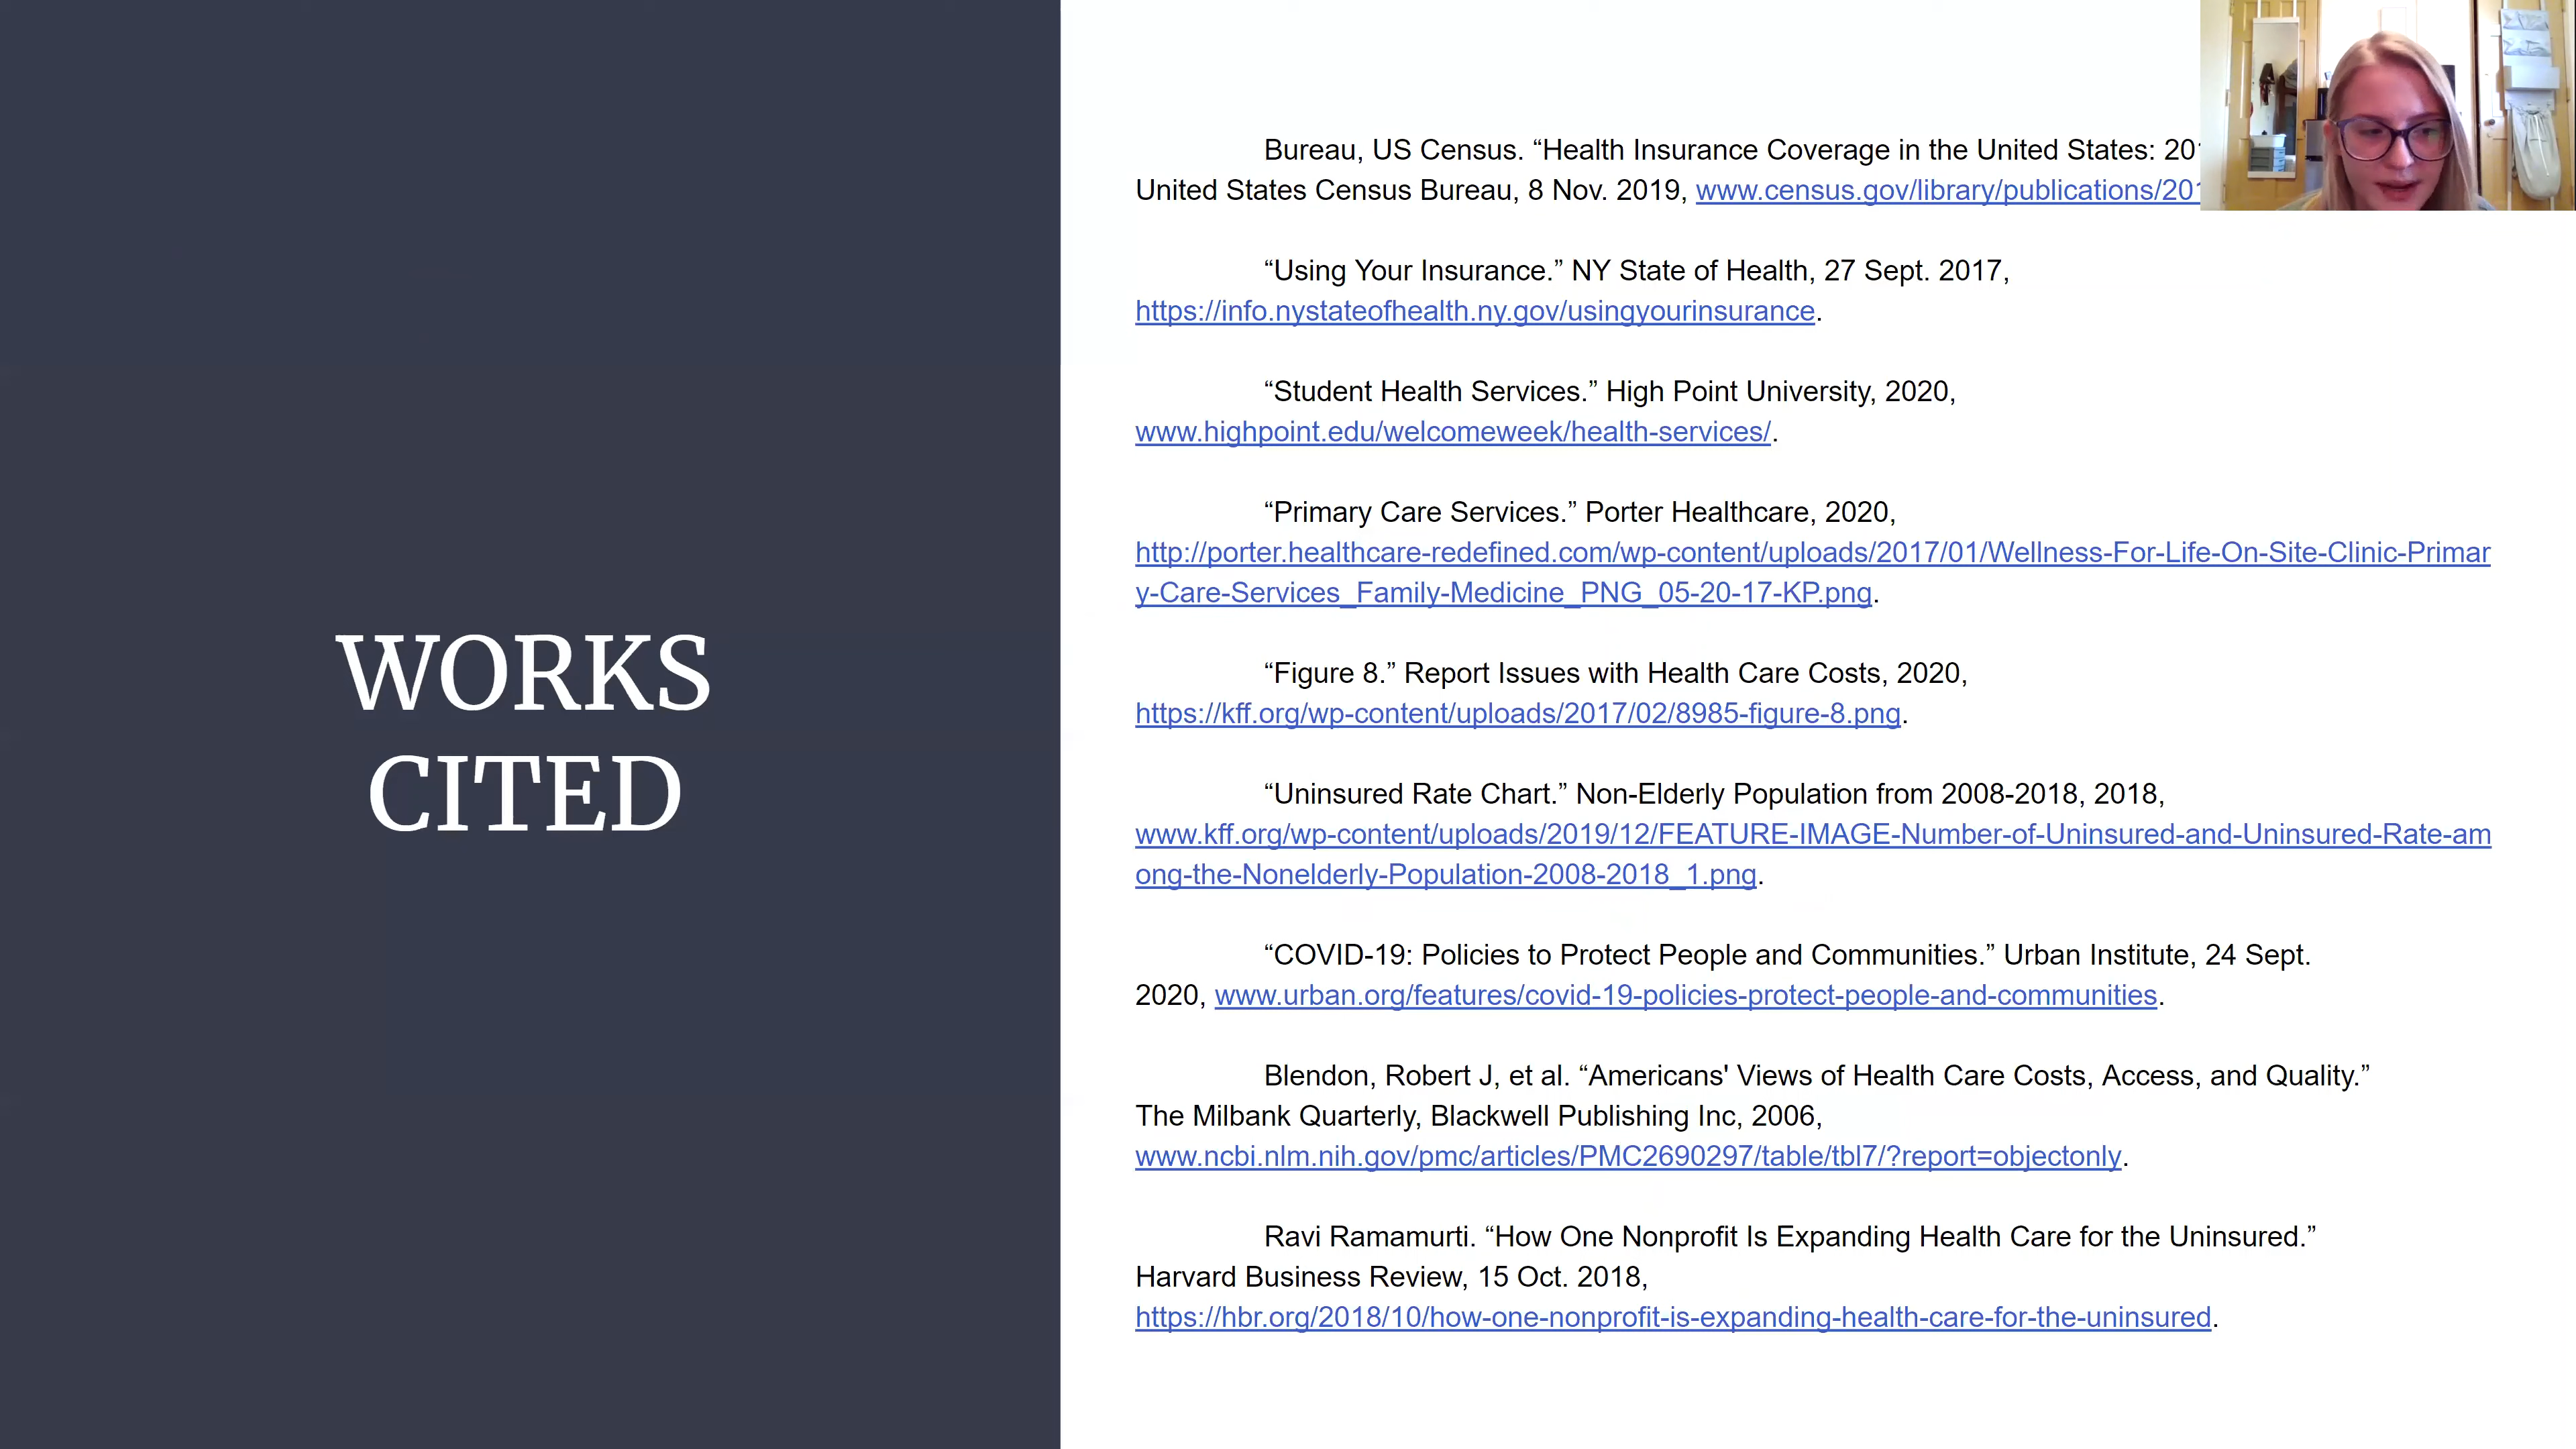 WORKS
CITED
Bureau, US Census. “Health Insurance Coverage in the United States:
United States Census Bureau, 8 Nov. 2019, www.census.gov/library/publications/20
“Using Your Insurance.” NY State of Health, 27 Sept. 2017,
https://info.nystateofhealth.ny.gov/usingyourinsurance.
“Student Health Services.” High Point University, 2020,
www.highpoint.edu/welcomeweek/health-services/.
“Primary Care Services.” Porter Healthcare, 2020,
http://porter.healthcare-redefined.com/wp-content/uploads/2017/01/Wellness-For-Life-On-Site-Clinic-Primar
y-Care-Services_Family-Medicine_PNG_05-20-17-KP.png.
“Figure 8.” Report Issues with Health Care Costs, 2020,
https://kff.org/wp-content/uploads/2017/02/8985-figure-8.png.
“Uninsured Rate Chart.” Non-Elderly Population from 2008-2018, 2018,
www.kff.org/wp-content/uploads/2019/12/FEATURE-IMAGE-Number-of-Uninsured-and-Uninsured-Rate-am
ong-the-Nonelderly-Population-2008-2018_1.png.
“COVID-19: Policies to Protect People and Communities.” Urban Institute, 24 Sept.
2020, www.urban.org/features/covid-19-policies-protect-people-and-communities.
Blendon, Robert J, et al. “Americans' Views of Health Care Costs, Access, and Quality.”
The Milbank Quarterly, Blackwell Publishing Inc, 2006,
www.ncbi.nlm.nih.gov/pmc/articles/PMC2690297/table/tbl7/?report=objectonly.
Ravi Ramamurti. “How One Nonprofit Is Expanding Health Care for the Uninsured.”
Harvard Business Review, 15 Oct. 2018,
https://hbr.org/2018/10/how-one-nonprofit-is-expanding-health-care-for-the-uninsured.